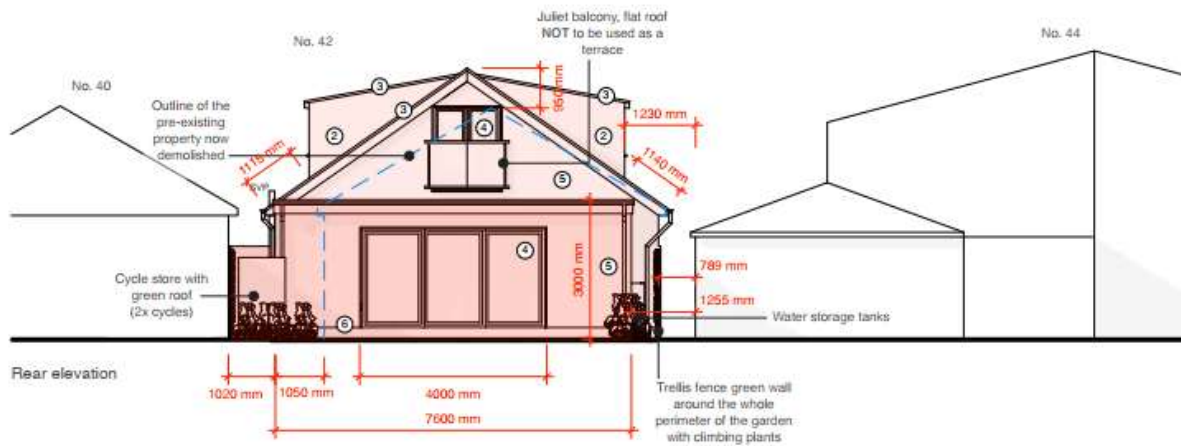 Juliet balcony, flat roof
NOT to be used as a
terrace
No. 42
No. 44
No. 40
3
3
3
950 mm
Outline of the
pre-existing
property now
demolished
4
1230 mm
2
2
1115 mm
1140 mm
SVP
5
4
5
3000 mm
789 mm
Cycle store with
green roof
(2x cycles)
1255 mm
6
Water storage tanks
Rear elevation
1020 mm
1050 mm
4000 mm
7600 mm
Trellis fence green wall
around the whole
perimeter of the garden
with climbing plants